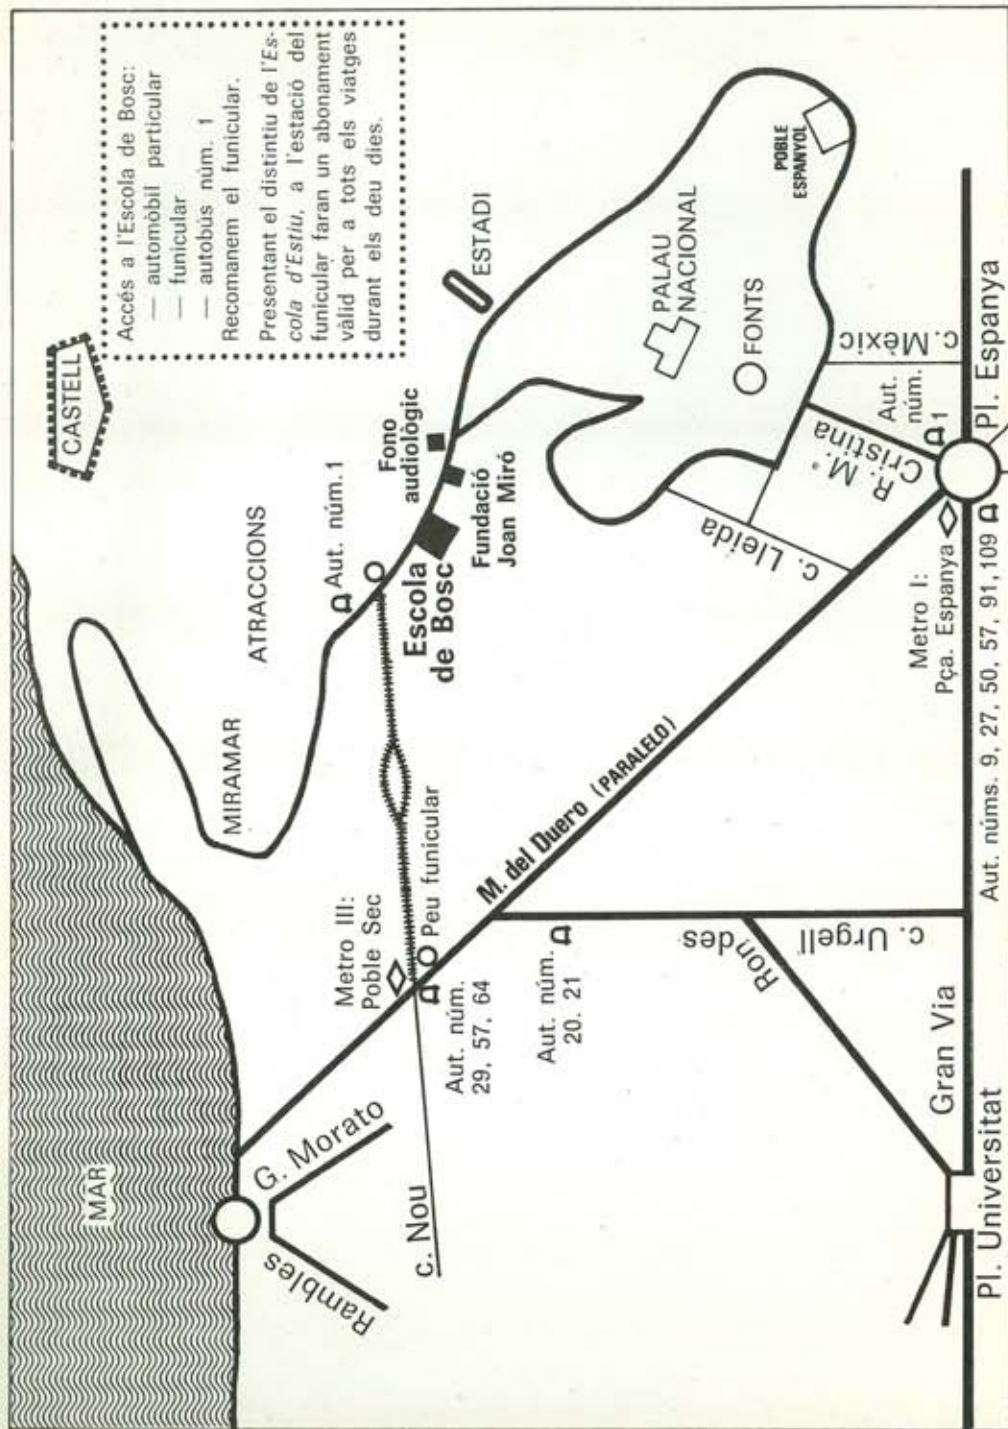 MAR
CASTELL
Accés a l'Escola de Bosc:
— automòbil particular
— funicular
— autobús núm. 1
Recomanem el funicular.
Presentant el distintiu de l'Es-
cola d'Estiu, a l'estació del
funicular faran un abonament
vàlid per a tots els viatges
durant els deu dies.
MIRAMAR
ATRACCIONS
Aut. núm.1
Fono
audiològic
ESTADI
Escola
de Bosc
Fundació
Joan Miró
Rambles
G. Morato
c. Nou
Metro III:
Poble Sec
Peu funicular
Aut. núm.
29, 57, 64
Aut. núm.
20. 21
M. del Duero (PARALELO)
PALAU
NACIONAL
FONTS
POBLE
ESPANYOL
Rondes
c. Urgell
c. Lleida
R. M.ª
Cristina
c. Mèxic
Aut.
núm.
1
Metro I:
Pça. Espanya
Gran Via
Pl. Universitat
Aut. núms. 9, 27, 50, 57, 91,109
Pl. Espanya